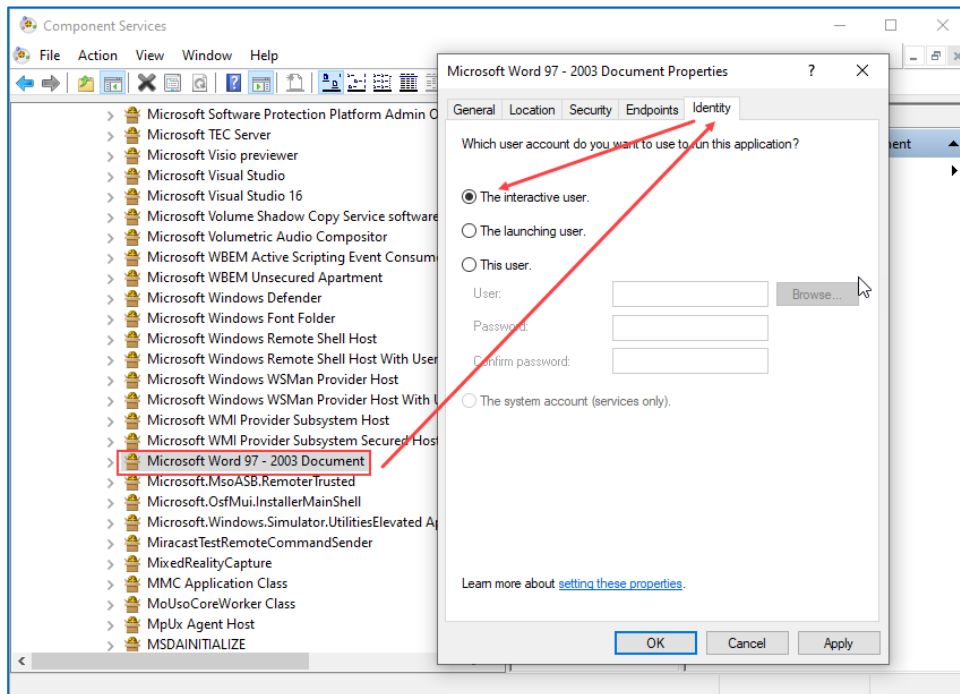 Component Services
File Action View Window Help
Microsoft Software Protection Platform Admin O
Microsoft TEC Server
Microsoft Visio previewer
Microsoft Visual Studio
Microsoft Visual Studio 16
Microsoft Volume Shadow Copy Service software
Microsoft Volumetric Audio Compositor
Microsoft WBEM Active Scripting Event Consum
Microsoft WBEM Unsecured Apartment
Microsoft Windows Defender
Microsoft Windows Font Folder
Microsoft Windows Remote Shell Host
Microsoft Windows Remote Shell Host With User
Microsoft Windows WSMan Provider Host
Microsoft Windows WSMan Provider Host With
Microsoft WMI Provider Subsystem Host
Microsoft WMI Provider Subsystem Secured Host
Microsoft Word 97 - 2003 Document
Microsoft.MsoASB.RemoterTrusted
Microsoft.OsfMui.InstallerMainShell
Microsoft.Windows.Simulator.UtilitiesElevated Ap
MiracastTestRemoteCommandSender
MixedRealityCapture
MMC Application Class
MoUsoCoreWorker Class
MpUx Agent Host
MSDAINITIALIZE
Microsoft Word 97 - 2003 Document Properties
General Location Security Endpoints Identity
Which user account do you want to use to run this application?
The interactive user.
The launching user.
This user.
User:
Browse...
Password:
Confirm password:
The system account (services only).
Learn more about setting these properties.
OK Cancel Apply
ent